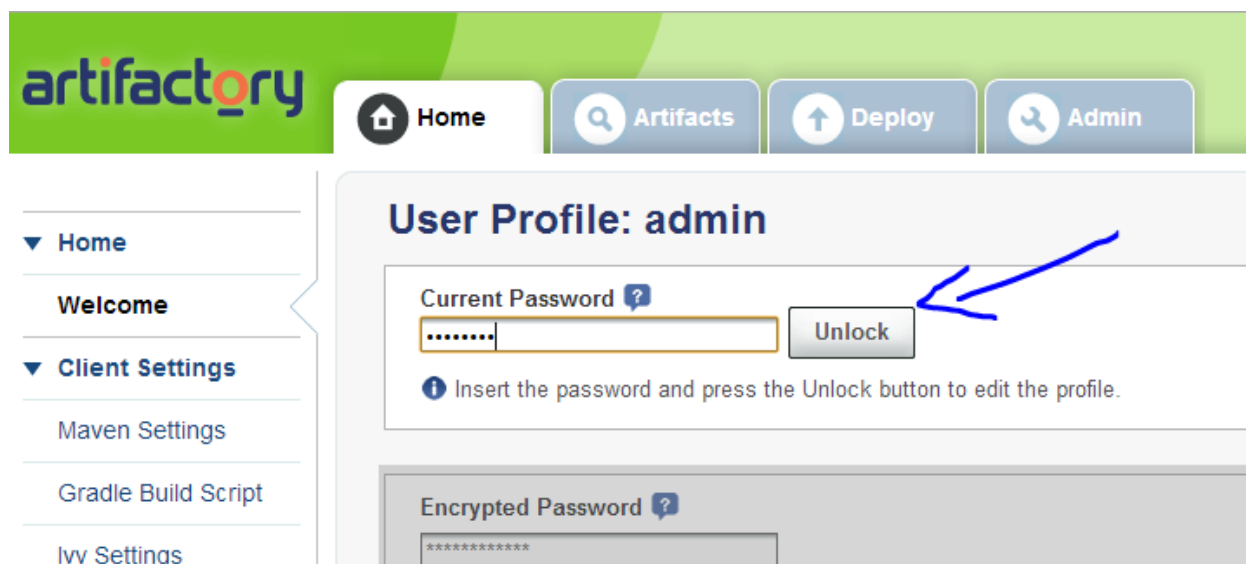 artifactory
Home
Artifacts
Deploy
Admin
Home
Welcome
Client Settings
Maven Settings
Gradle Build Script
Ivy Settings
User Profile: admin
Current Password ?
••••••••
Unlock
Insert the password and press the Unlock button to edit the profile.
Encrypted Password ?
************